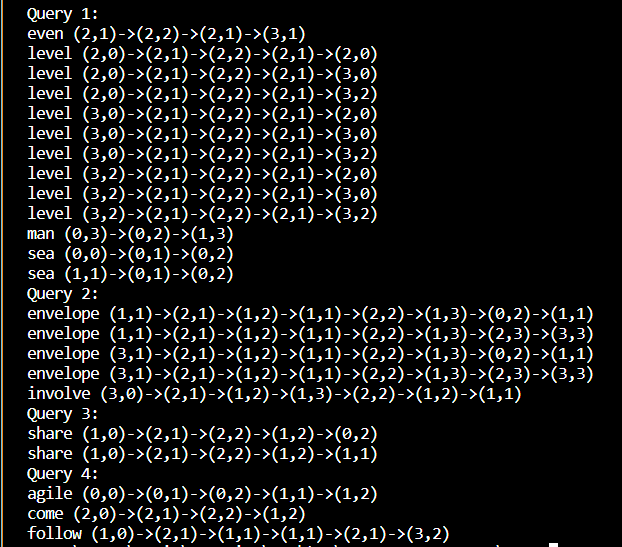 Query 1:
even (2,1)->(2,2)->(2,1)->(3,1)
level (2,0)->(2,1)->(2,2)->(2,1)->(2,0)
level (2,0)->(2,1)->(2,2)->(2,1)->(3,0)
level (2,0)->(2,1)->(2,2)->(2,1)->(3,2)
level (3,0)->(2,1)->(2,2)->(2,1)->(2,0)
level (3,0)->(2,1)->(2,2)->(2,1)->(3,0)
level (3,0)->(2,1)->(2,2)->(2,1)->(3,2)
level (3,2)->(2,1)->(2,2)->(2,1)->(2,0)
level (3,2)->(2,1)->(2,2)->(2,1)->(3,0)
level (3,2)->(2,1)->(2,2)->(2,1)->(3,2)
man (0,3)->(0,2)->(1,3)
sea (0,0)->(0,1)->(0,2)
sea (1,1)->(0,1)->(0,2)
Query 2:
envelope (1,1)->(2,1)->(1,2)->(1,1)->(2,2)->(1,3)->(0,2)->(1,1)
envelope (1,1)->(2,1)->(1,2)->(1,1)->(2,2)->(1,3)->(2,3)->(3,3)
envelope (3,1)->(2,1)->(1,2)->(1,1)->(2,2)->(1,3)->(0,2)->(1,1)
envelope (3,1)->(2,1)->(1,2)->(1,1)->(2,2)->(1,3)->(2,3)->(3,3)
involve (3,0)->(2,1)->(1,2)->(1,3)->(2,2)->(1,2)->(1,1)
Query 3:
share (1,0)->(2,1)->(2,2)->(1,2)->(0,2)
share (1,0)->(2,1)->(2,2)->(1,2)->(1,1)
Query 4:
agile (0,0)->(0,1)->(0,2)->(1,1)->(1,2)
come (2,0)->(2,1)->(2,2)->(1,2)
follow (1,0)->(2,1)->(1,1)->(1,1)->(2,1)->(3,2)